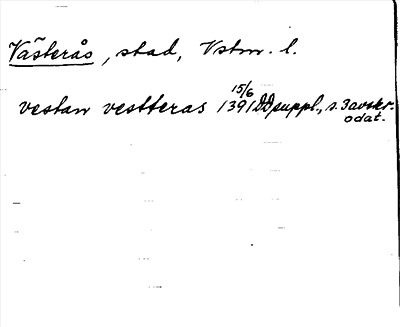 Västerås, stad, Vstm. l.
vestan vestteras 15/6 1391 DD suppl., s. 3 avskr. odat.